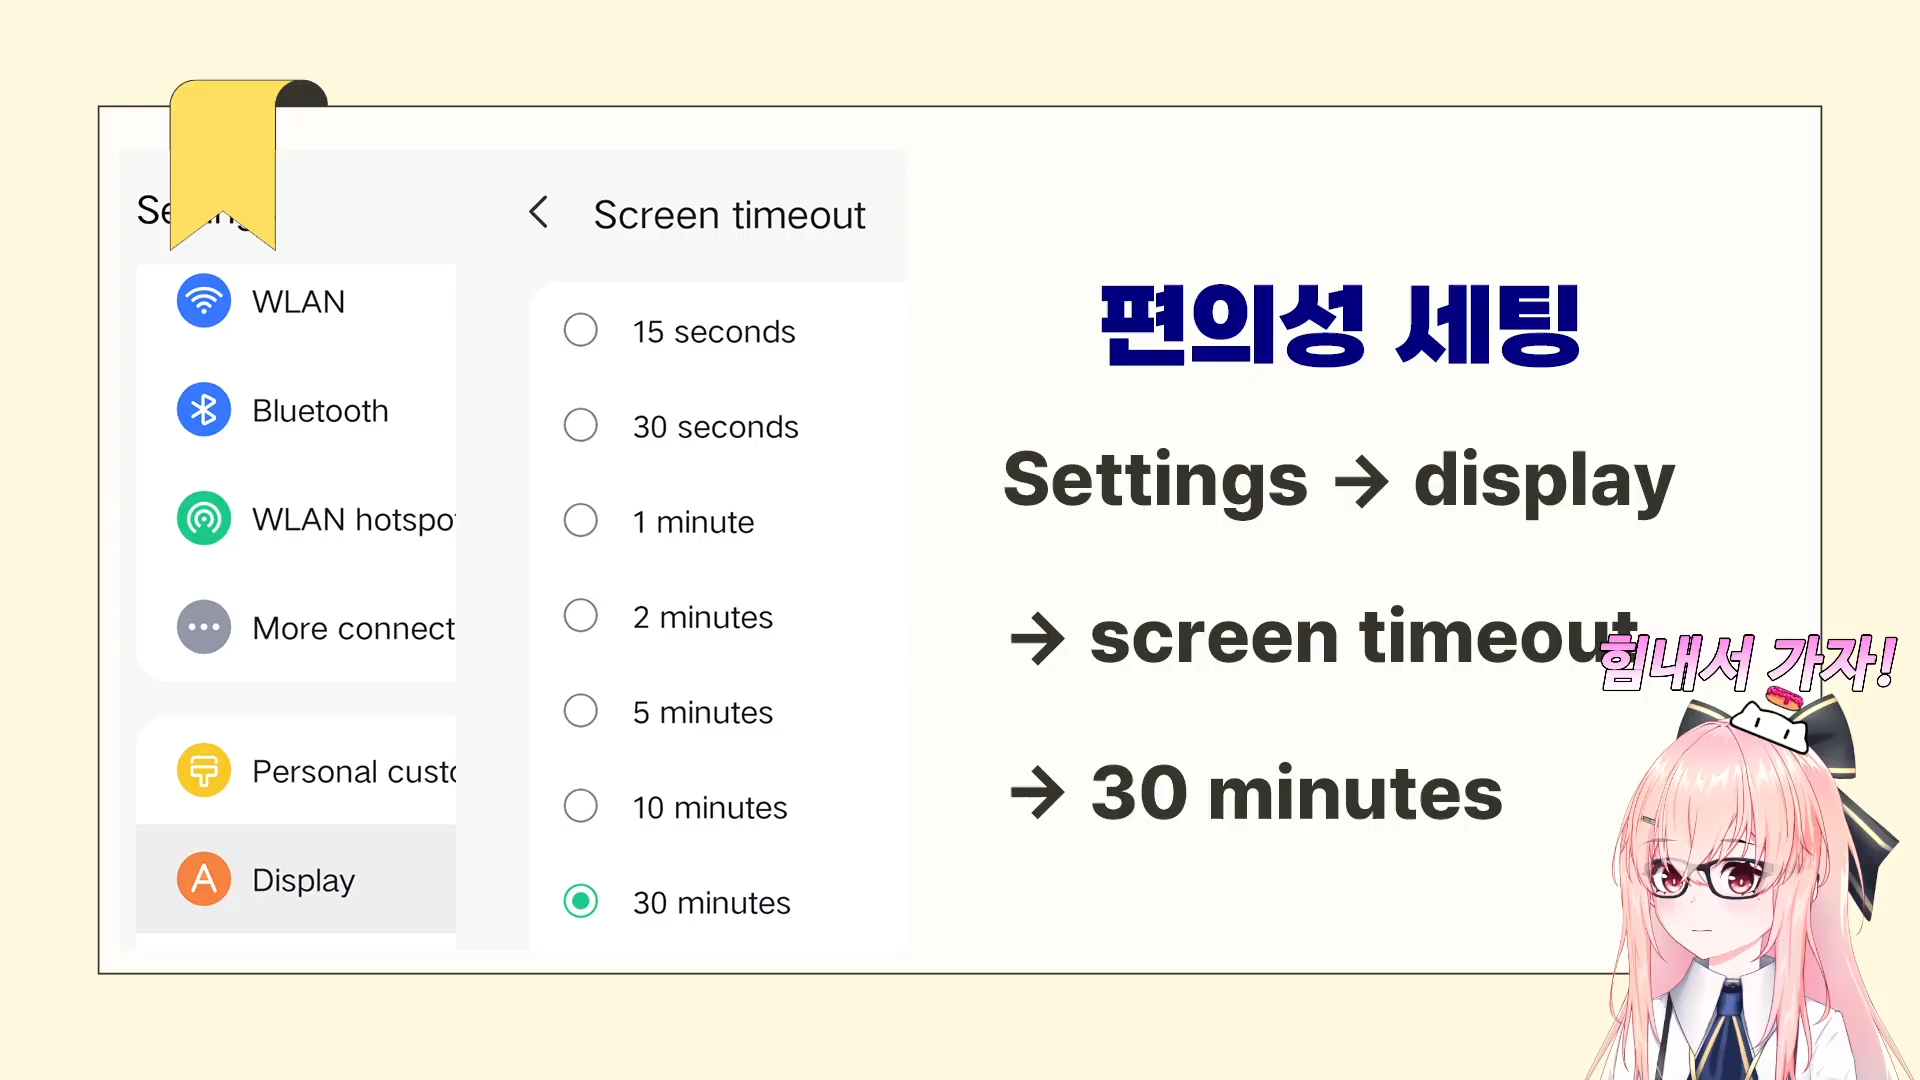 WLAN
Bluetooth
WLAN hotspo
More connect
Personal custo
Display
Screen timeout
15 seconds
30 seconds
1 minute
2 minutes
5 minutes
10 minutes
30 minutes
편의성 세팅
Settings → display
→ screen timeout
→ 30 minutes
힘내서 가자!